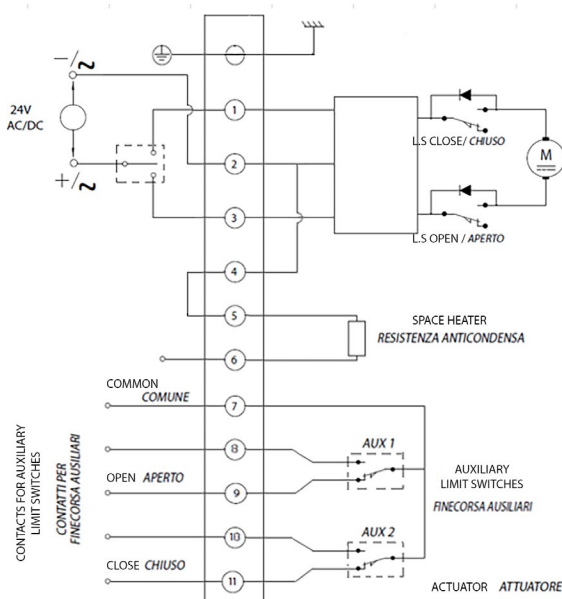 −/~
24V
AC/DC
+/~
1
2
3
4
5
6
7
8
9
10
11
L.S CLOSE/ CHIUSO
M
L.S OPEN / APERTO
SPACE HEATER
RESISTENZA ANTICONDENSA
COMMON
COMUNE
OPEN APERTO
CLOSE CHIUSO
CONTACTS FOR AUXILIARY
LIMIT SWITCHES
CONTATTI PER
FINECORSA AUSILIARI
AUX 1
AUX 2
AUXILIARY
LIMIT SWITCHES
FINECORSA AUSILIARI
ACTUATOR ATTUATORE